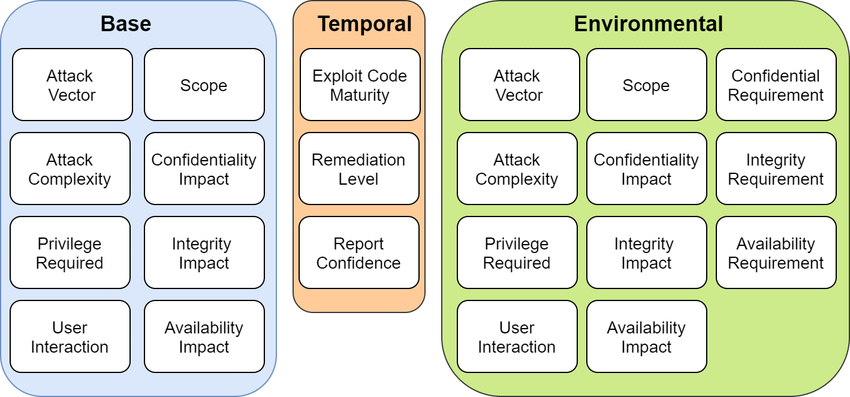 Base
Attack
Vector
Scope
Attack
Complexity
Confidentiality
Impact
Privilege
Required
Integrity
Impact
User
Interaction
Availability
Impact
Temporal
Exploit Code
Maturity
Remediation
Level
Report
Confidence
Environmental
Attack
Vector
Scope
Confidential
Requirement
Attack
Complexity
Confidentiality
Impact
Integrity
Requirement
Privilege
Required
Integrity
Impact
Availability
Requirement
User
Interaction
Availability
Impact